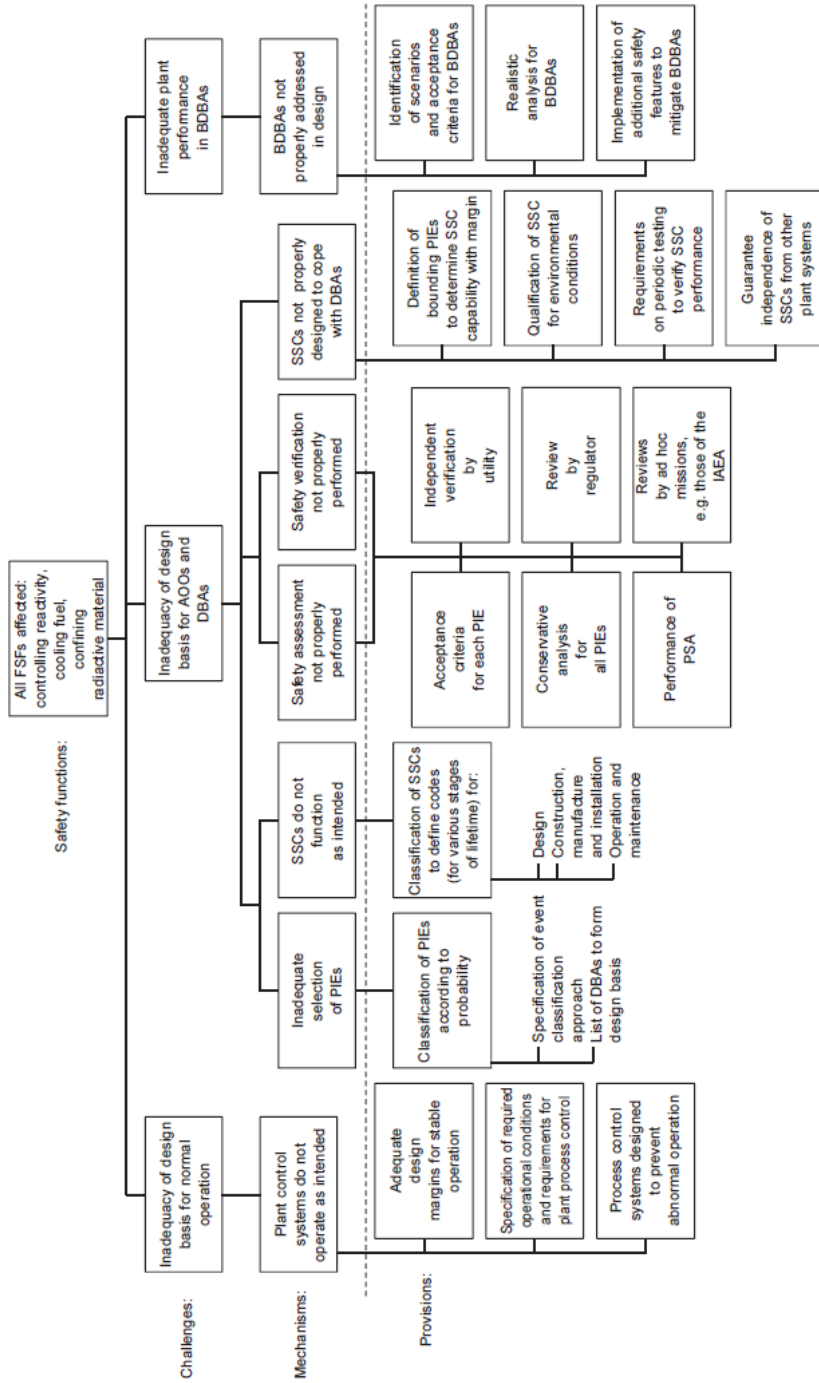 Safety functions:
All FSFs affected:
controlling reactivity,
cooling fuel,
confining
radiactive material
Challenges:
Inadequacy of design
basis for normal
operation
Inadequacy of design
basis for AOOs and
DBAs
Inadequate plant
performance
in BDBAs
Mechanisms:
Plant control
systems do not
operate as intended
Inadequate
selection
of PIEs
SSCs do not
function
as intended
Safety assessment
not properly
performed
Safety verification
not properly
performed
SSCs not properly
designed to cope
with DBAs
BDBAs not
properly addressed
in design
Provisions:
Adequate
design
margins for stable
operation
Specification of required
operational conditions
and requirements for
plant process control
Process control
systems designed
to prevent
abnormal operation
Classification of PIEs
according to
probability
Specification of event
classification
approach
List of DBAs to form
design basis
Classification of SSCs
to define codes
(for various stages
of lifetime) for:
Design
Construction,
manufacture
and installation
Operation and
maintenance
Acceptance
criteria
for each PIE
Conservative
analysis
for
all PIEs
Performance of
PSA
Independent
verification
by
utility
Review
by
regulator
Reviews
by ad hoc
missions,
e.g. those of the
IAEA
Definition of
bounding PIEs
to determine SSC
capability with margin
Qualification of SSC
for environmental
conditions
Requirements
on periodic testing
to verify SSC
performance
Guarantee
independence of
SSCs from other
plant systems
Identification
of scenarios
and acceptance
criteria for BDBAs
Realistic
analysis for
BDBAs
Implementation of
additional safety
features to
mitigate BDBAs